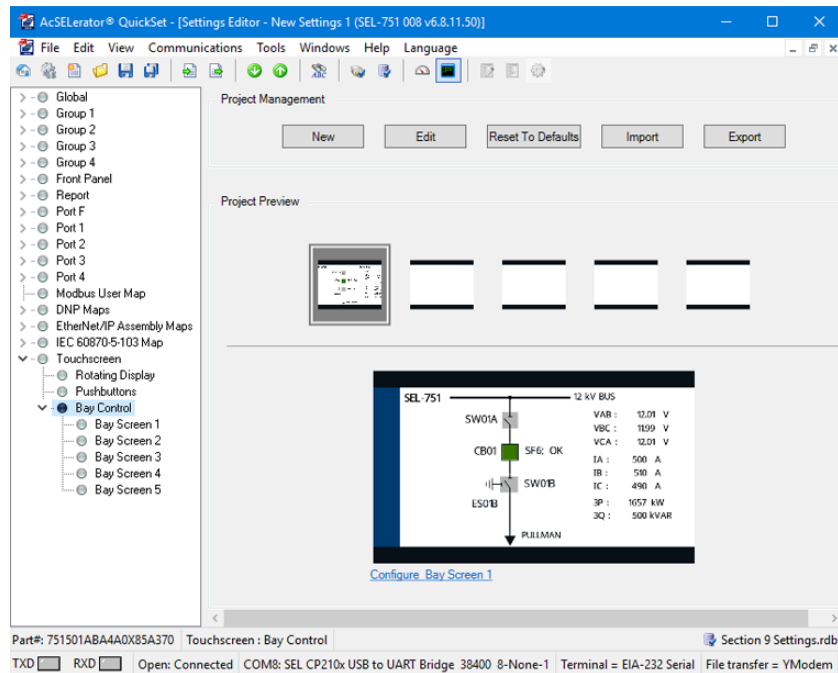 AcSELerator® QuickSet - [Settings Editor - New Settings 1 (SEL-751 008 v6.8.11.50)]
File Edit View Communications Tools Windows Help Language
Global
Group 1
Group 2
Group 3
Group 4
Front Panel
Report
Port F
Port 1
Port 2
Port 3
Port 4
Modbus User Map
DNP Maps
EtherNet/IP Assembly Maps
IEC 60870-5-103 Map
Touchscreen
Rotating Display
Pushbuttons
Bay Control
Bay Screen 1
Bay Screen 2
Bay Screen 3
Bay Screen 4
Bay Screen 5
Project Management
New Edit Reset To Defaults Import Export
Project Preview
SEL-751 12 kV BUS
SW01A
CB01 SF6: OK
SW01B
ES01B
PULLMAN
VAB : 12.01 V
VBC : 11.99 V
VCA : 12.01 V
IA : 500 A
IB : 510 A
IC : 490 A
3P : 1657 kW
3Q : 500 kVAR
Configure Bay Screen 1
Part#: 751501ABA4A0X85A370 Touchscreen : Bay Control Section 9 Settings.rdb
TXD RXD Open: Connected COM8: SEL CP210x USB to UART Bridge 38400 8-None-1 Terminal = EIA-232 Serial File transfer = YModem